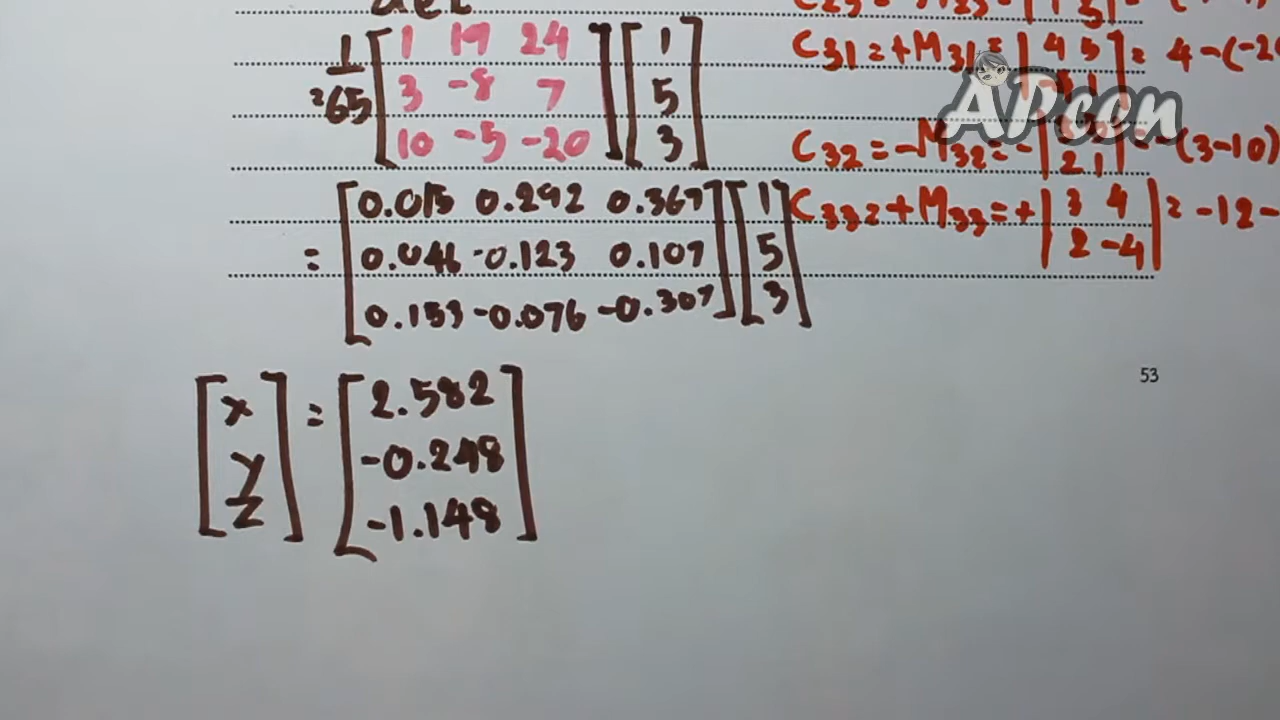 1 [1 19 24] [1]
=65 [3 -8 7] [5]
[10 -5 -20] [3]
= [0.015 0.292 0.367] [1]
[0.046 -0.123 0.107] [5]
[0.153 -0.076 -0.307] [3]
[x] = [2.582]
[y] [-0.248]
[z] [-1.148]
C31=+M31= |4 5| = 4-(-20
C32=-M32=- | 2 1 | = -(3-10)
C33=+M33=+ |3 4| = -12-
|2 -4|
APeen
53